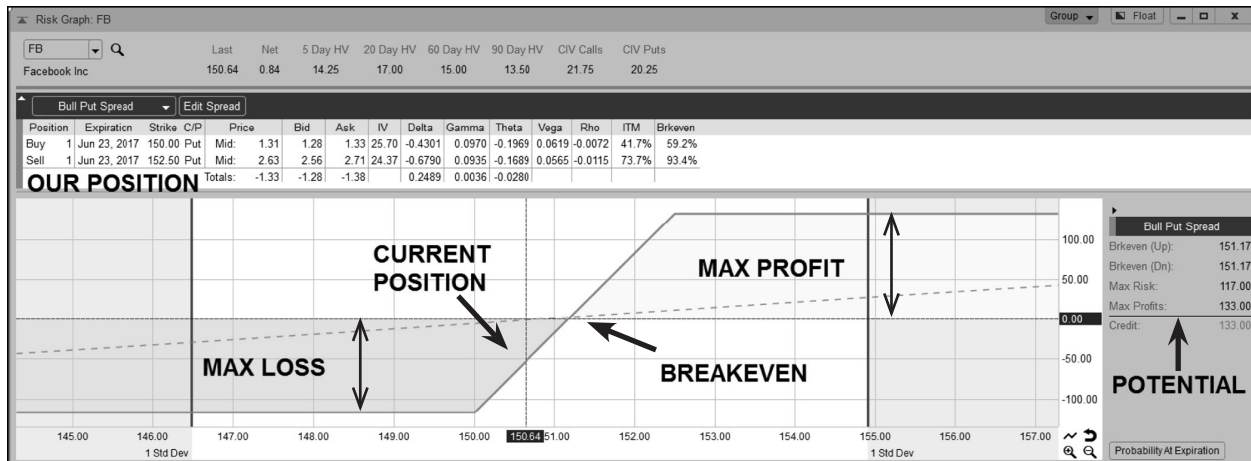 Risk Graph: FB Group Float
FB Last Net 5 Day HV 20 Day HV 60 Day HV 90 Day HV CIV Calls CIV Puts
Facebook Inc 150.64 0.84 14.25 17.00 15.00 13.50 21.75 20.25
Bull Put Spread Edit Spread
Position Expiration Strike C/P Price Bid Ask IV Delta Gamma Theta Vega Rho ITM Brkeven
Buy 1 Jun 23, 2017 150.00 Put Mid: 1.31 1.28 1.33 25.70 -0.4301 0.0970 -0.1969 0.0619 -0.0072 41.7% 59.2%
Sell 1 Jun 23, 2017 152.50 Put Mid: 2.63 2.56 2.71 24.37 -0.6790 0.0935 -0.1689 0.0565 -0.0115 73.7% 93.4%
OUR POSITION Totals: -1.33 -1.28 -1.38 0.2489 0.0036 -0.0280
CURRENT
POSITION
MAX PROFIT
MAX LOSS
BREAKEVEN
100.00
50.00
0.00
-50.00
-100.00
145.00 146.00 147.00 148.00 149.00 150.00 150.64 51.00 152.00 153.00 154.00 155.00 156.00 157.00
1 Std Dev 1 Std Dev
Bull Put Spread
Brkeven (Up): 151.17
Brkeven (Dn): 151.17
Max Risk: 117.00
Max Profits: 133.00
Credit: 133.00
POTENTIAL
Probability At Expiration